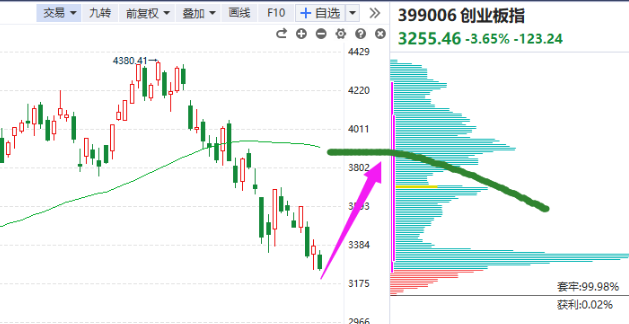 交易 九转 前复权 叠加 画线 F10 +自选
399006 创业板指
3255.46 -3.65% -123.24
4380.41
4429
4220
4011
3802
3384
3175
2966
套牢:99.98%
获利:0.02%